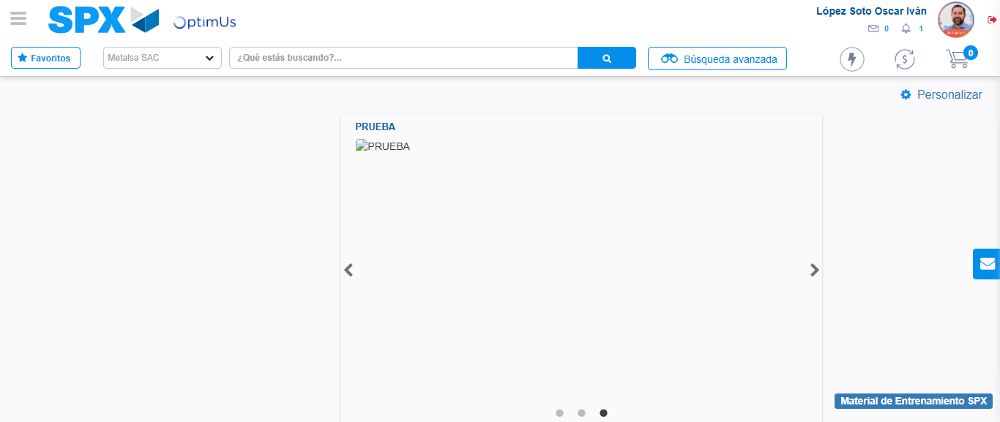 SPX
OptimUs
López Soto Oscar Iván
0
1
Favoritos
Metalsa SAC
¿Qué estás buscando?...
Búsqueda avanzada
$
0
Personalizar
PRUEBA
PRUEBA
Material de Entrenamiento SPX